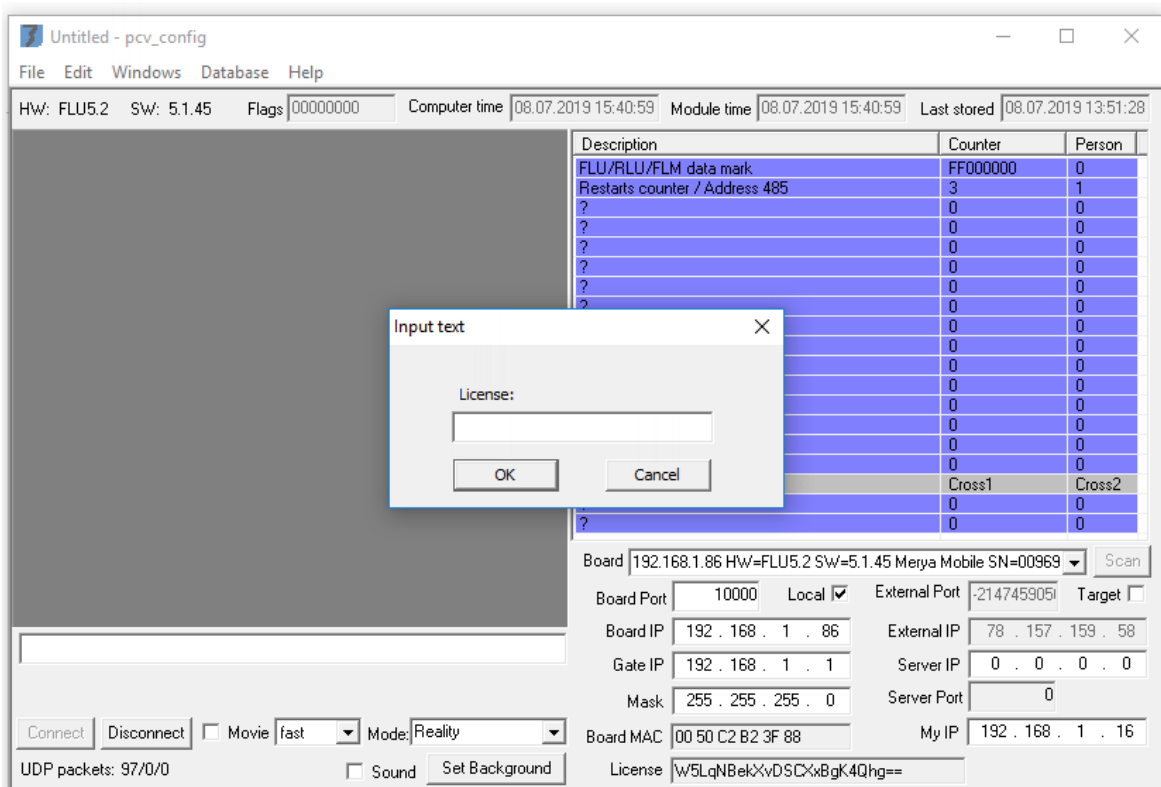 Untitled - pcv_config
File Edit Windows Database Help
HW: FLU5.2 SW: 5.1.45 Flags 00000000 Computer time 08.07.2019 15:40:59 Module time 08.07.2019 15:40:59 Last stored 08.07.2019 13:51:28
Description Counter Person
FLU/RLU/FLM data mark FF000000 0
Restarts counter / Address 485 3 1
? 0 0
? 0 0
? 0 0
? 0 0
? 0 0
? 0 0
0 0
0 0
0 0
0 0
0 0
0 0
0 0
0 0
Cross1 Cross2
? 0 0
? 0 0
Input text
License:
OK Cancel
Board 192.168.1.86 HW=FLU5.2 SW=5.1.45 Merya Mobile SN=00969 Scan
Board Port 10000 Local External Port -214745905 Target
Board IP 192 . 168 . 1 . 86 External IP 78 . 157 . 159 . 58
Gate IP 192 . 168 . 1 . 1 Server IP 0 . 0 . 0 . 0
Mask 255 . 255 . 255 . 0 Server Port 0
Connect Disconnect Movie fast Mode: Reality Board MAC 00 50 C2 B2 3F 88 My IP 192 . 168 . 1 . 16
UDP packets: 97/0/0 Sound Set Background License W5LqNBekXvDSCXxBgK4Qhg==